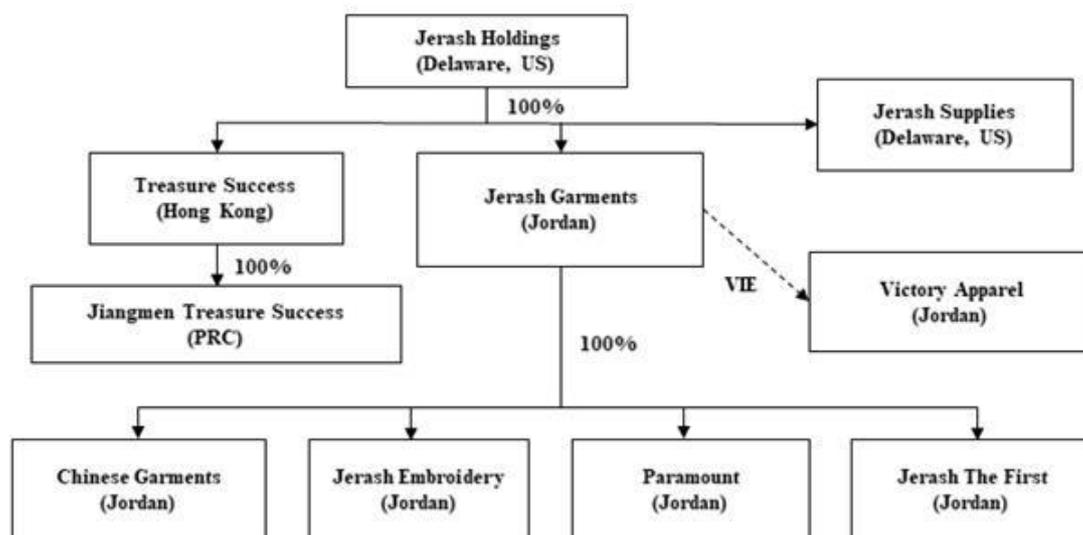 Jerash Holdings
(Delaware, US)
100%
Jerash Supplies
(Delaware, US)
Treasure Success
(Hong Kong)
Jerash Garments
(Jordan)
100%
VIE
Victory Apparel
(Jordan)
Jiangmen Treasure Success
(PRC)
100%
Chinese Garments
(Jordan)
Jerash Embroidery
(Jordan)
Paramount
(Jordan)
Jerash The First
(Jordan)